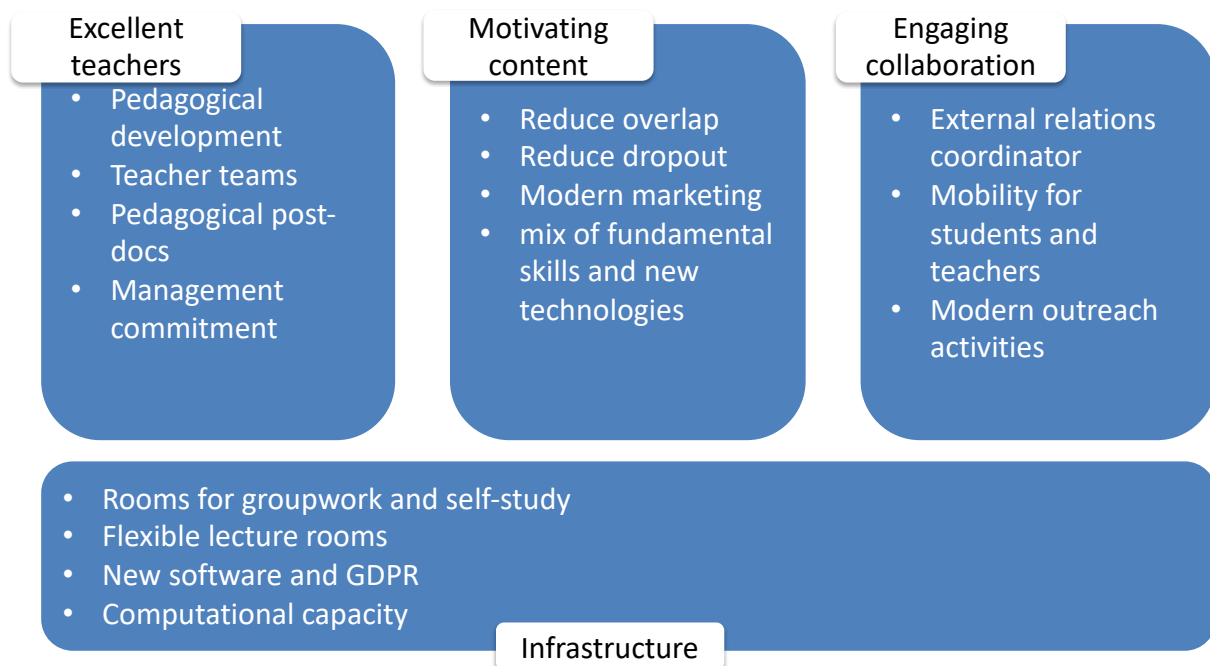 Excellent
teachers
• Pedagogical
development
• Teacher teams
• Pedagogical post-
docs
• Management
commitment
Motivating
content
• Reduce overlap
• Reduce dropout
• Modern marketing
• mix of fundamental
skills and new
technologies
Engaging
collaboration
• External relations
coordinator
• Mobility for
students and
teachers
• Modern outreach
activities
• Rooms for groupwork and self-study
• Flexible lecture rooms
• New software and GDPR
• Computational capacity
Infrastructure